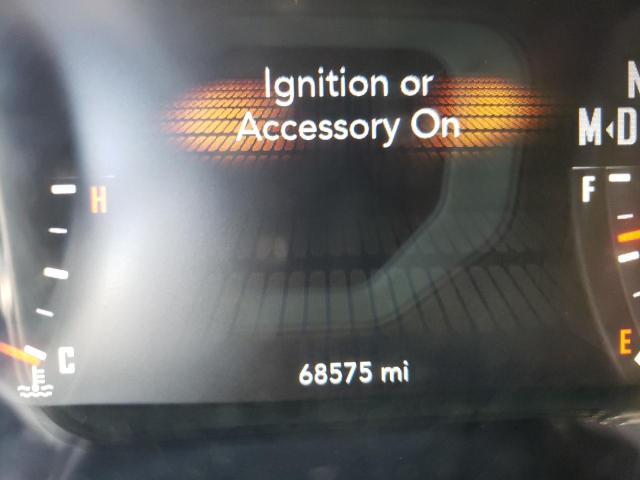 Ignition or
Accessory On
N
M◂D
H
F
C
E
68575 mi